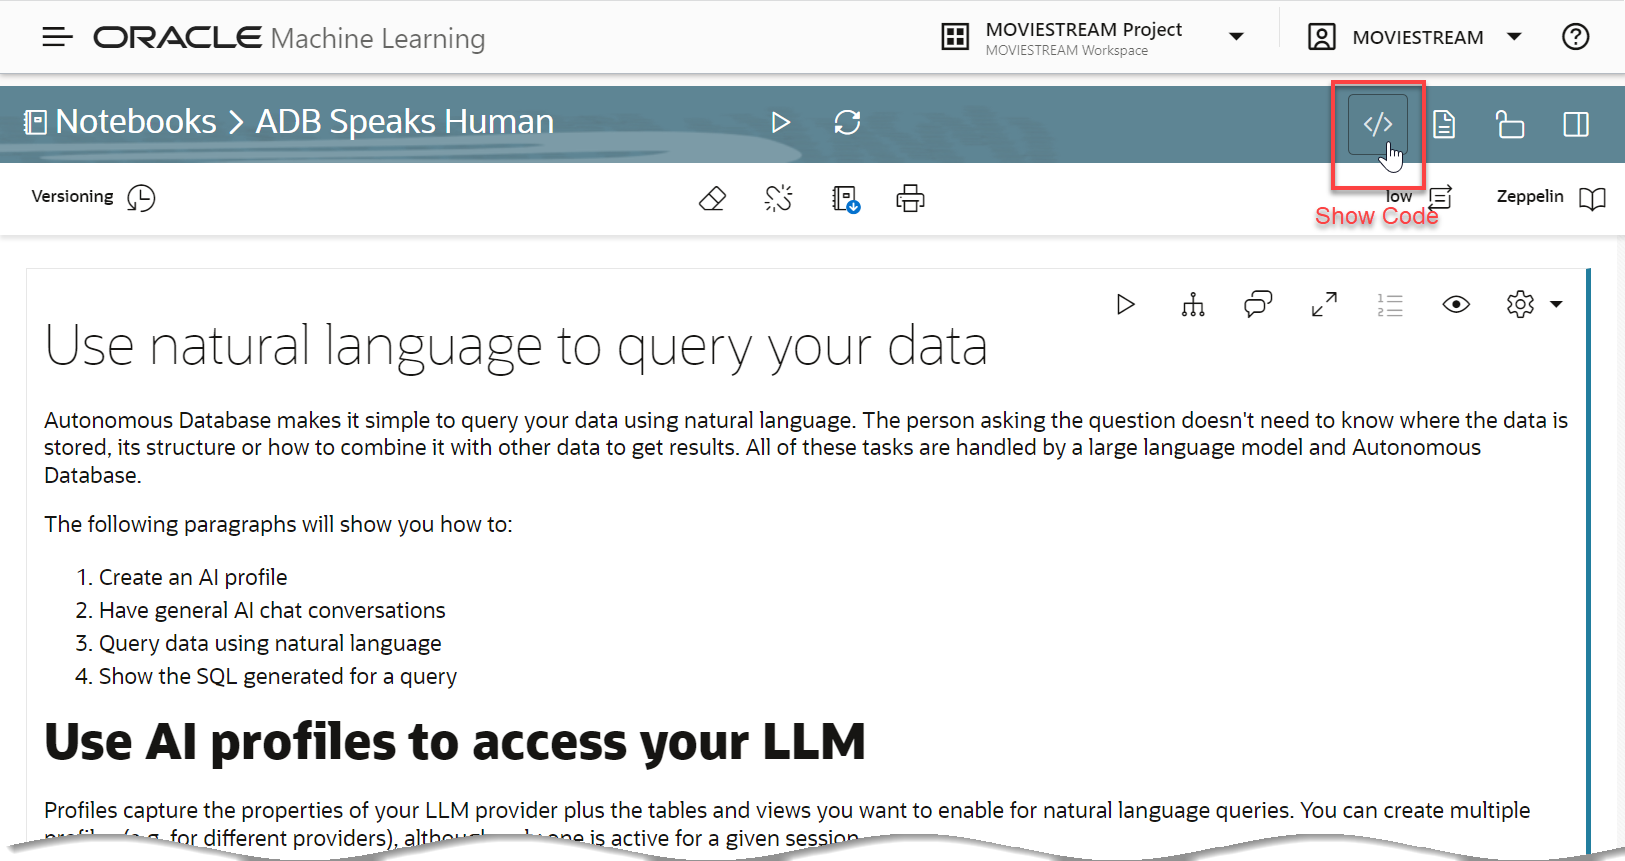 ORACLE Machine Learning
MOVIESTREAM Project
MOVIESTREAM Workspace
MOVIESTREAM
Notebooks > ADB Speaks Human
Versioning
low
Zeppelin
Show Code
Use natural language to query your data
Autonomous Database makes it simple to query your data using natural language. The person asking the question doesn't need to know where the data is
stored, its structure or how to combine it with other data to get results. All of these tasks are handled by a large language model and Autonomous
Database.
The following paragraphs will show you how to:
1. Create an AI profile
2. Have general AI chat conversations
3. Query data using natural language
4. Show the SQL generated for a query
Use AI profiles to access your LLM
Profiles capture the properties of your LLM provider plus the tables and views you want to enable for natural language queries. You can create multiple
for different providers), one is active for a given session